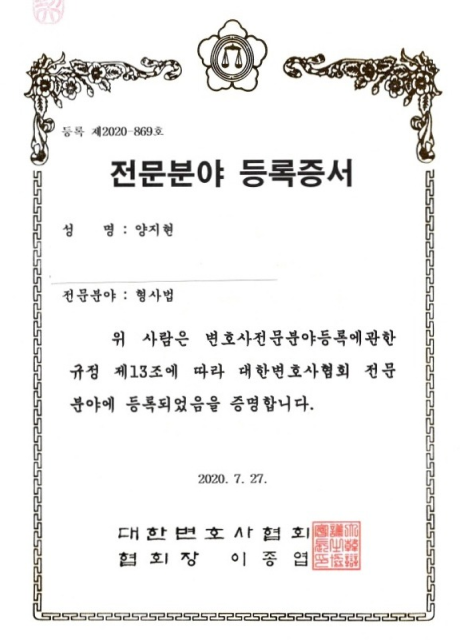 등록 제2020-869호
전문분야 등록증서
성 명 : 양지현
전문분야 : 형사법
위 사람은 변호사전문분야등록에관한
규정 제13조에 따라 대한변호사협회 전문
분야에 등록되었음을 증명합니다.
2020. 7. 27.
대한변호사협회
협회장 이종엽